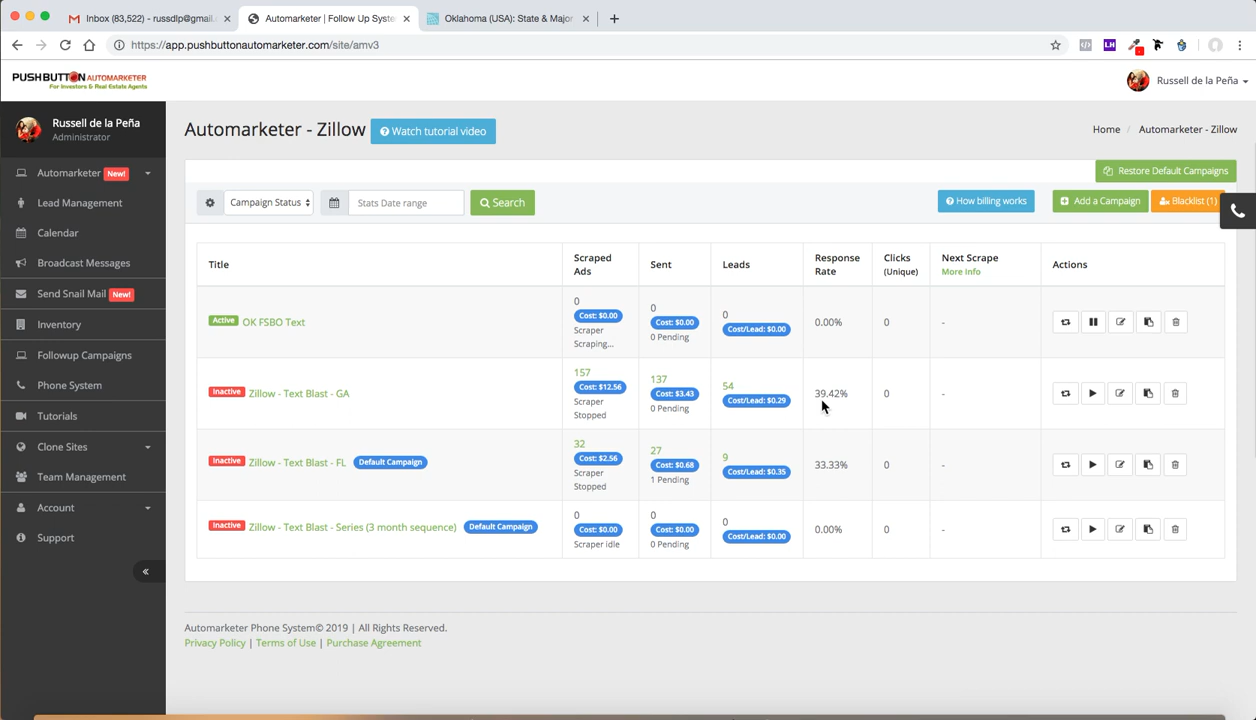 Inbox (83,522) - russdlp@gmail.
Automarketer | Follow Up Syste
Oklahoma (USA): State & Major
https://app.pushbuttonautomarketer.com/site/amv3
LH
PUSHBUTTON AUTOMARKETER
For Investors & Real Estate Agents
Russell de la Peña
Russell de la Peña
Administrator
Automarketer New!
Lead Management
Calendar
Broadcast Messages
Send Snail Mail New!
Inventory
Followup Campaigns
Phone System
Tutorials
Clone Sites
Team Management
Account
Support
Automarketer - Zillow
Watch tutorial video
Home / Automarketer - Zillow
Restore Default Campaigns
Campaign Status
Stats Date range
Search
How billing works
Add a Campaign
Blacklist (1)
Title
Scraped Ads
Sent
Leads
Response Rate
Clicks (Unique)
Next Scrape
More Info
Actions
Active OK FSBO Text
0
Cost: $0.00
Scraper Scraping...
0
Cost: $0.00
0 Pending
0
Cost/Lead: $0.00
0.00%
0
-
Inactive Zillow - Text Blast - GA
157
Cost: $12.56
Scraper Stopped
137
Cost: $3.43
0 Pending
54
Cost/Lead: $0.29
39.42%
0
-
Inactive Zillow - Text Blast - FL Default Campaign
32
Cost: $2.56
Scraper Stopped
27
Cost: $0.68
1 Pending
9
Cost/Lead: $0.35
33.33%
0
-
Inactive Zillow - Text Blast - Series (3 month sequence) Default Campaign
0
Cost: $0.00
Scraper idle
0
Cost: $0.00
0 Pending
0
Cost/Lead: $0.00
0.00%
0
-
Automarketer Phone System© 2019 | All Rights Reserved.
Privacy Policy | Terms of Use | Purchase Agreement